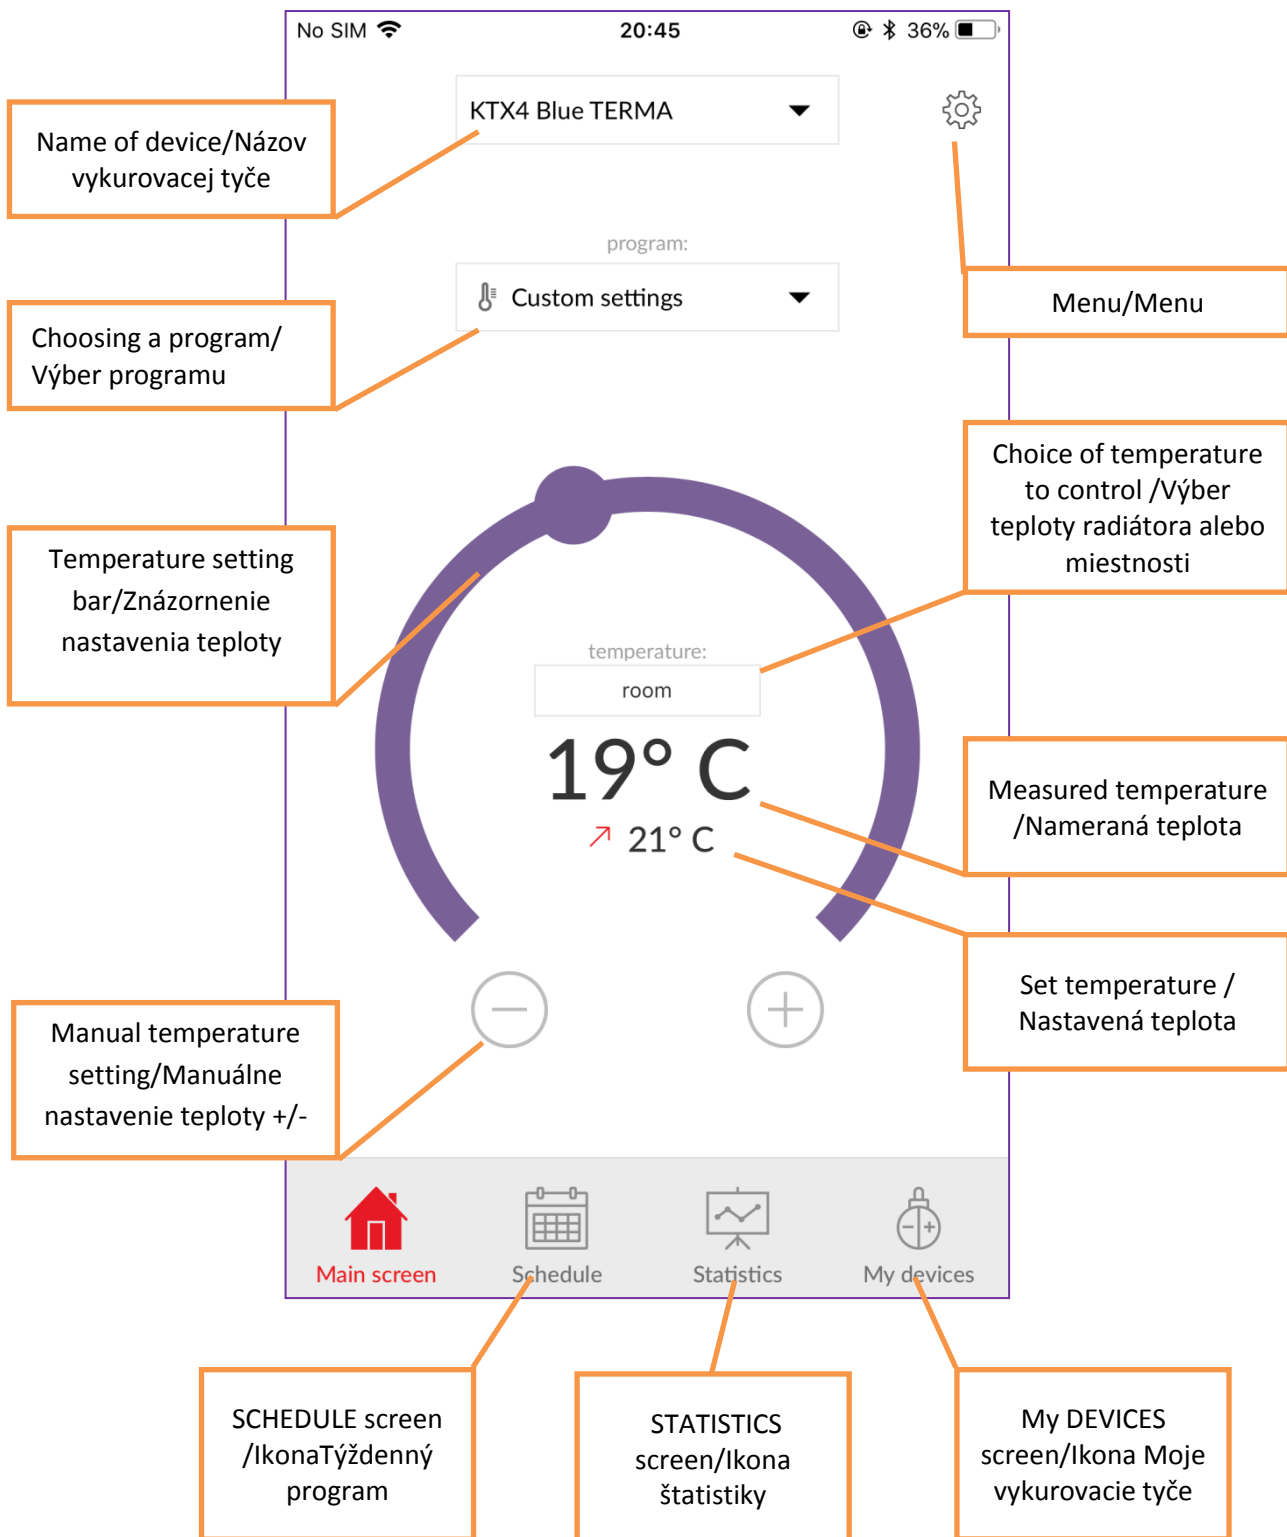 No SIM 20:45 36%
KTX4 Blue TERMA
Name of device/Názov
vykurovacej tyče
program:
Custom settings
Menu/Menu
Choosing a program/
Výber programu
Choice of temperature
to control /Výber
teploty radiátora alebo
miestnosti
Temperature setting
bar/Znázornenie
nastavenia teploty
temperature:
room
19° C
21° C
Measured temperature
/Nameraná teplota
Set temperature /
Nastavená teplota
Manual temperature
setting/Manuálne
nastavenie teploty +/-
Main screen
Schedule
Statistics
My devices
SCHEDULE screen
/IkonaTýždenný
program
STATISTICS
screen/Ikona
štatistiky
My DEVICES
screen/Ikona Moje
vykurovacie tyče